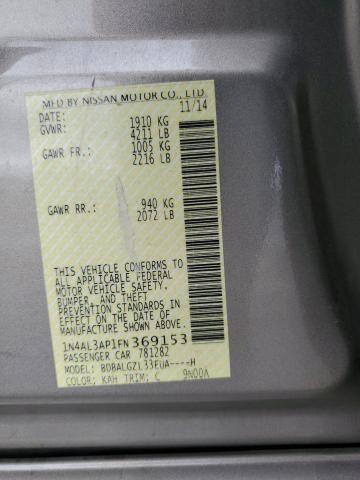 MFD BY NISSAN MOTOR CO., LTD
DATE: 11/14
GVWR: 1910 KG
4211 LB
GAWR FR.: 1005 KG
2216 LB
GAWR RR.: 940 KG
2072 LB
THIS VEHICLE CONFORMS TO
ALL APPLICABLE FEDERAL
MOTOR VEHICLE SAFETY,
BUMPER, AND THEFT
PREVENTION STANDARDS
IN EFFECT ON THE DATE OF
MANUFACTURE SHOWN ABOVE.
1N4AL3AP1FN369153
PASSENGER CAR 781282
MODEL: BDBALGZL33EUA----H
COLOR: KAH TRIM: C 9N00A